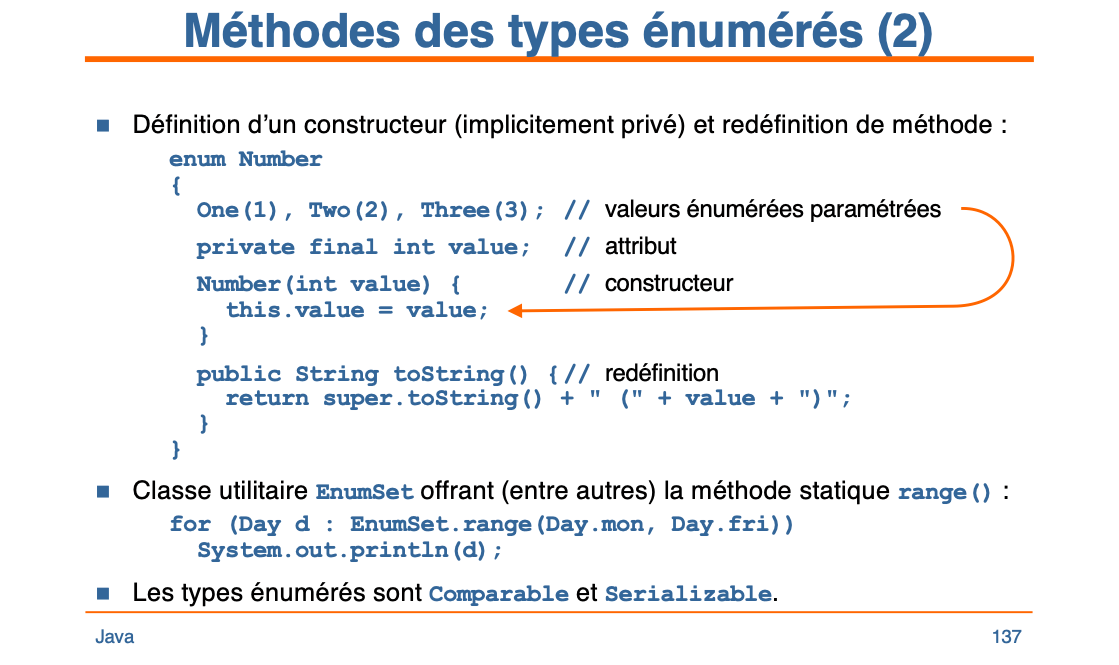 Méthodes des types énumérés (2)
Définition d’un constructeur (implicitement privé) et redéfinition de méthode :
enum Number
{
One(1), Two(2), Three(3); // valeurs énumérées paramétrées
private final int value; // attribut
Number(int value) { // constructeur
this.value = value;
}
public String toString() { // redéfinition
return super.toString() + " (" + value + ")";
}
}
Classe utilitaire EnumSet offrant (entre autres) la méthode statique range() :
for (Day d : EnumSet.range(Day.mon, Day.fri))
System.out.println(d);
Les types énumérés sont Comparable et Serializable.
Java 137